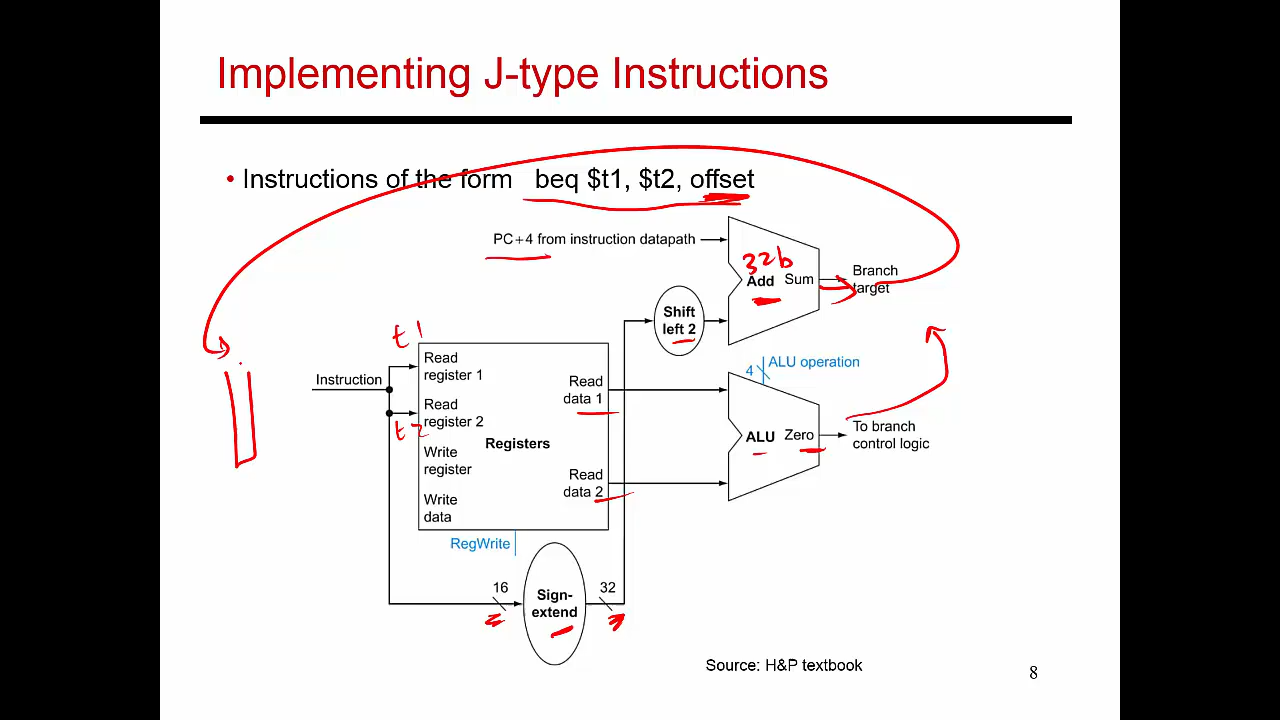 Implementing J-type Instructions
• Instructions of the form beq $t1, $t2, offset
PC+4 from instruction datapath
32b
Add Sum
Branch
target
Shift
left 2
t1
Read
register 1
Instruction
Read
data 1
4
ALU operation
Read
register 2
t2
Registers
ALU Zero
To branch
control logic
Write
register
Read
data 2
Write
data
RegWrite
16
Sign-
extend
32
Source: H&P textbook
8